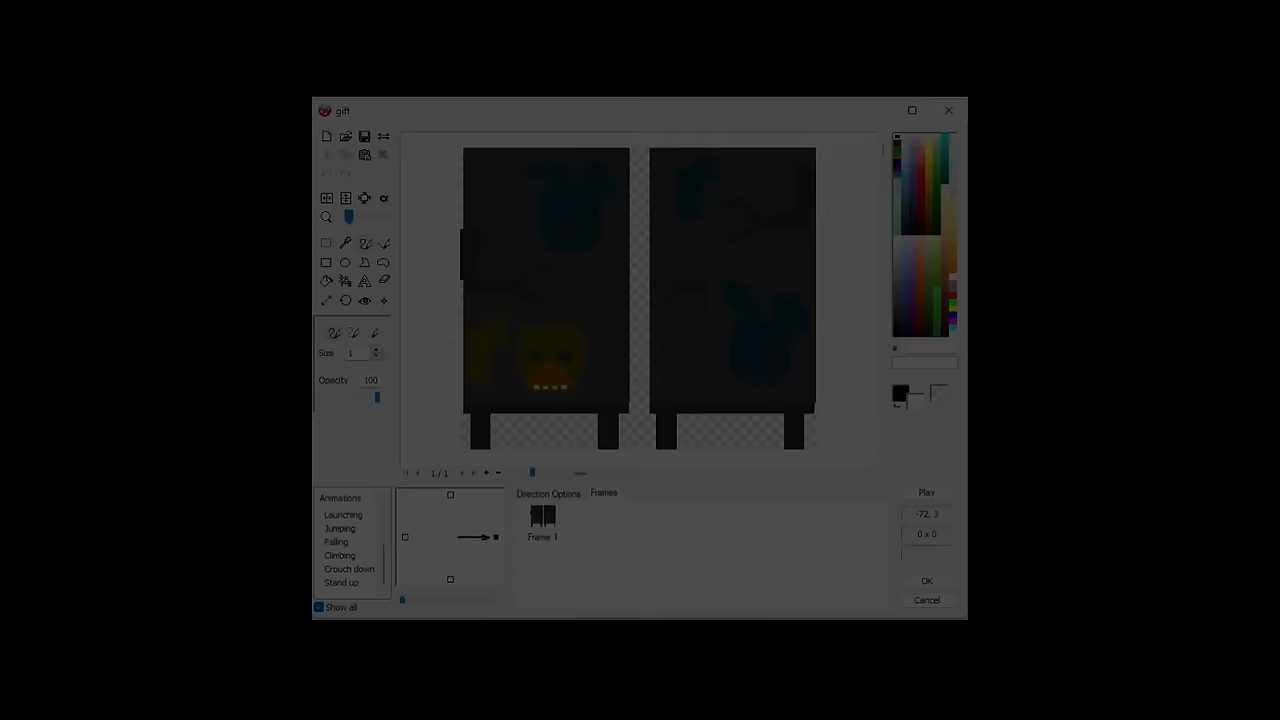 gift
Size 1
Opacity 100
#
1 / 1
Animations
Launching
Jumping
Falling
Climbing
Crouch down
Stand up
Show all
Direction Options Frames
Frame 1
Play
-72, 3
0 x 0
OK
Cancel